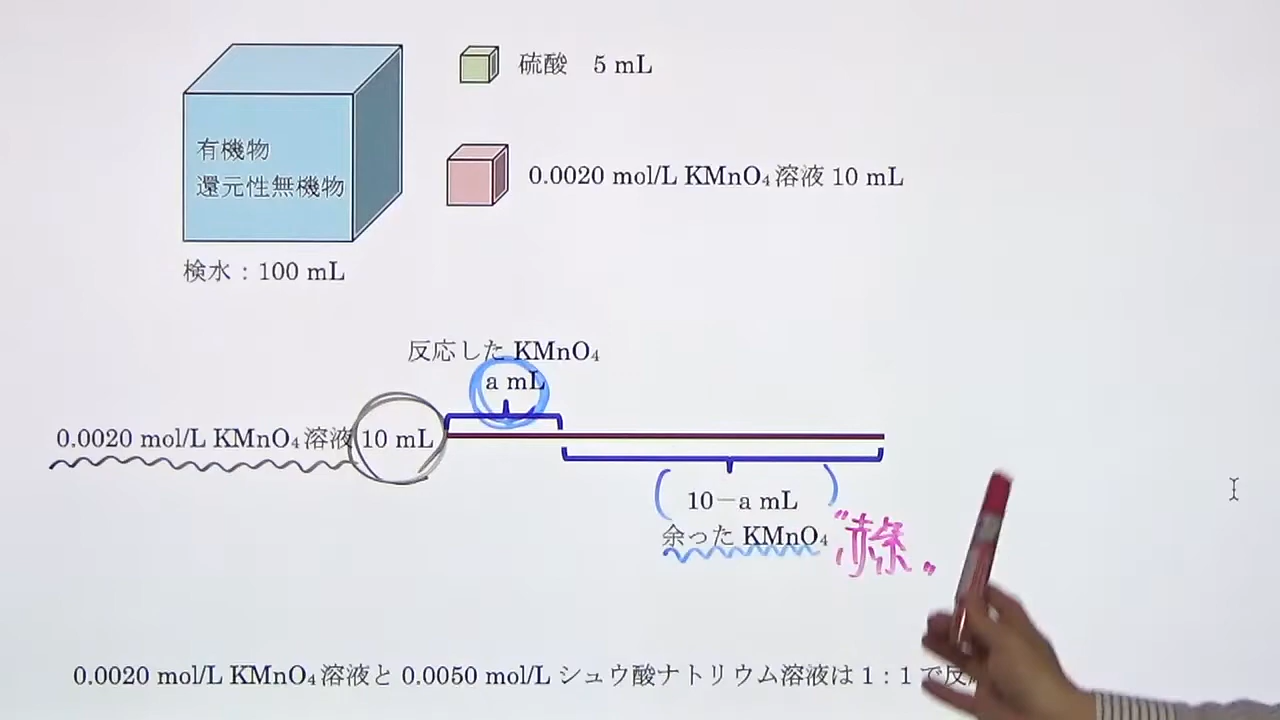 硫酸 5 mL
有機物
還元性無機物
0.0020 mol/L KMnO₄ 溶液 10 mL
検水：100 mL
反応した KMnO₄
a mL
0.0020 mol/L KMnO₄ 溶液 10 mL
(10−a mL)
余った KMnO₄
0.0020 mol/L KMnO₄ 溶液と 0.0050 mol/L シュウ酸ナトリウム溶液は 1：1 で反